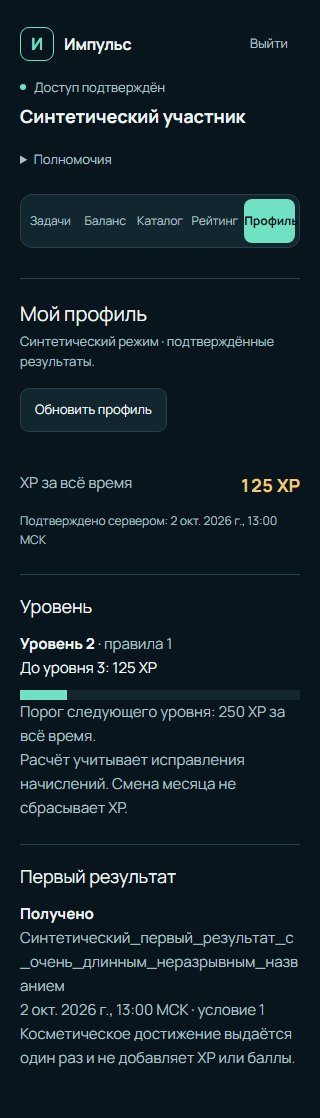 И Импульс Выйти
Доступ подтверждён
Синтетический участник
Полномочия
Задачи Баланс Каталог Рейтинг Профиль
Мой профиль
Синтетический режим · подтверждённые
результаты.
Обновить профиль
XP за всё время 125 XP
Подтверждено сервером: 2 окт. 2026 г., 13:00
МСК
Уровень
Уровень 2 · правила 1
До уровня 3: 125 XP
Порог следующего уровня: 250 XP за
всё время.
Расчёт учитывает исправления
начислений. Смена месяца не
сбрасывает XP.
Первый результат
Получено
Синтетический_первый_результат_с
_очень_длинным_неразрывным_назв
анием
2 окт. 2026 г., 13:00 МСК · условие 1
Косметическое достижение выдаётся
один раз и не добавляет XP или баллы.